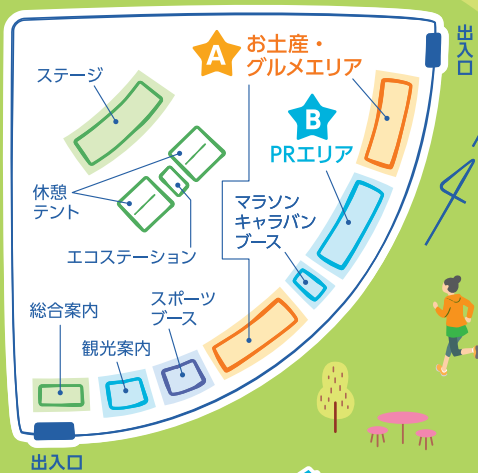 出入口
A
お土産・
グルメエリア
ステージ
B
PRエリア
休憩
テント
マラソン
キャラバン
ブース
エコステーション
総合案内
スポーツ
ブース
観光案内
出入口